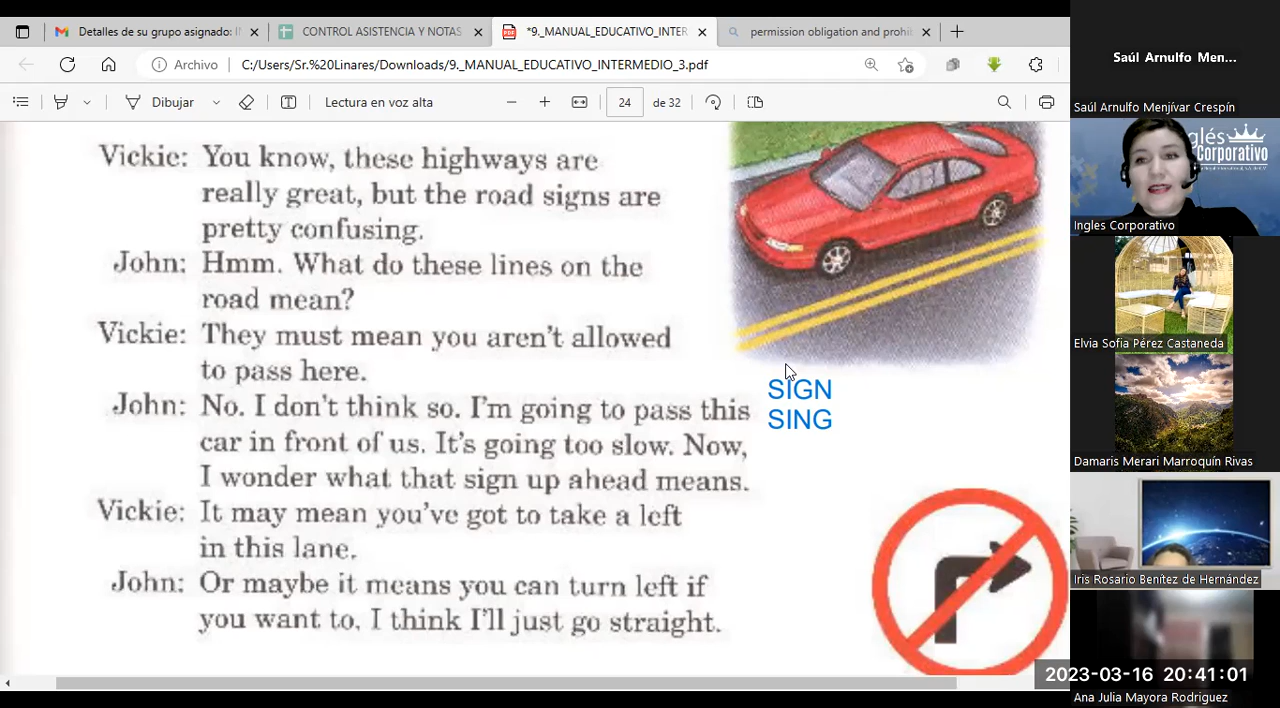 Detalles de su grupo asignado: I
CONTROL ASISTENCIA Y NOTAS
*9._MANUAL_EDUCATIVO_INTER
permission obligation and prohi
Archivo
C:/Users/Sr.%20Linares/Downloads/9._MANUAL_EDUCATIVO_INTERMEDIO_3.pdf
Dibujar
Lectura en voz alta
24
de 32
Vickie: You know, these highways are
really great, but the road signs are
pretty confusing.
John: Hmm. What do these lines on the
road mean?
Vickie: They must mean you aren't allowed
to pass here.
John: No. I don't think so. I'm going to pass this
car in front of us. It's going too slow. Now,
I wonder what that sign up ahead means.
Vickie: It may mean you've got to take a left
in this lane.
John: Or maybe it means you can turn left if
you want to. I think I'll just go straight.
SIGN
SING
Saúl Arnulfo Men...
Saúl Arnulfo Menjívar Crespín
Inglés
Corporativo
Ingles Corporativo
Elvia Sofia Pérez Castaneda
Damaris Merari Marroquín Rivas
Iris Rosario Benítez de Hernández
2023-03-16 20:41:01
Ana Julia Mayora Rodriguez